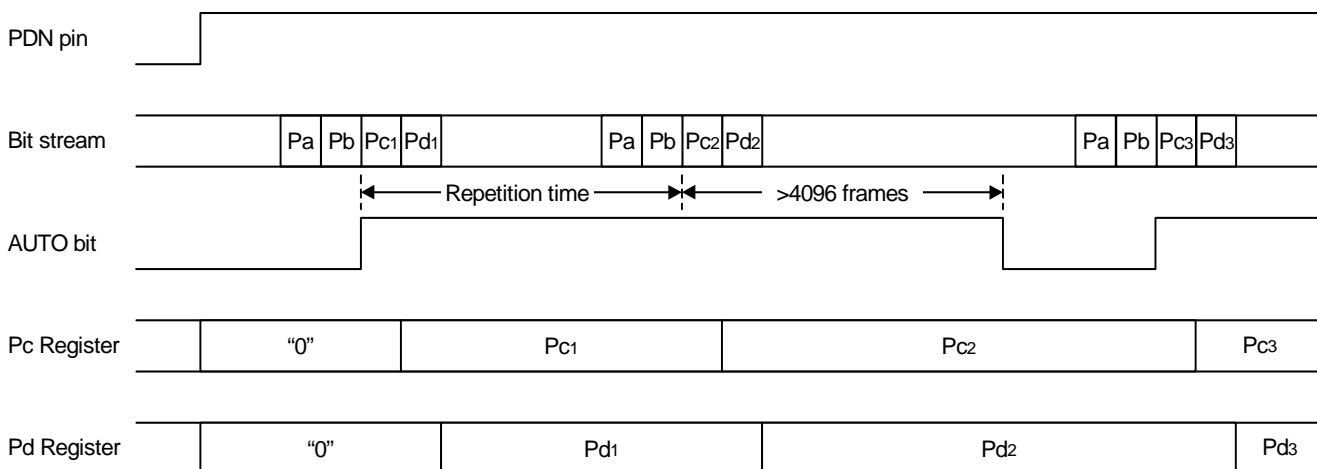 PDN pin
Bit stream Pa Pb Pc1 Pd1 Pa Pb Pc2 Pd2 Pa Pb Pc3 Pd3
Repetition time >4096 frames
AUTO bit
Pc Register “0” Pc1 Pc2 Pc3
Pd Register “0” Pd1 Pd2 Pd3